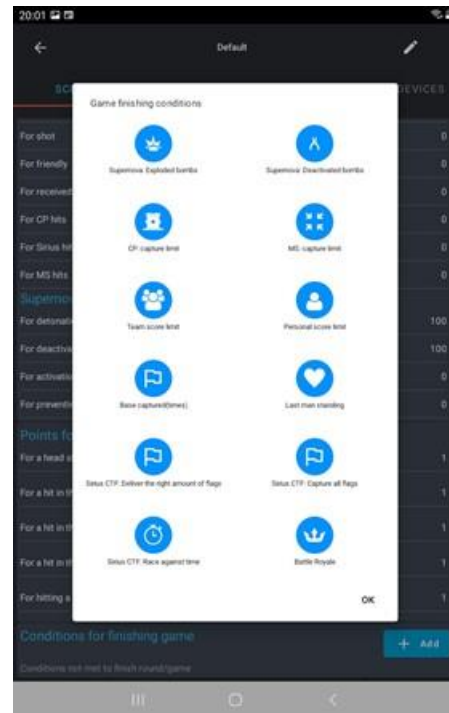 20:01
Default
SC
DEVICES
Game finishing conditions
Supernova: Exploded bombs
Supernova: Deactivated bombs
CP: capture limit
MS: capture limit
Team score limit
Personal score limit
Base captured(times),
Last man standing
Sirius CTF: Deliver the right amount of flags
Sirius CTF: Capture all flags
Sirius CTF: Race against time
Battle Royale
OK
For shot 0
For friendly 0
For received 0
For CP hits 0
For Sirius hit 0
For MS hits 0
Supernov
For detonati 100
For deactiva 100
For activatio 0
For preventi 0
Points fo
For a head s 1
For a hit in th 1
For a hit in th 1
For a hit in th 1
For hitting a 1
Conditions for finishing game
+ Add
Conditions not met to finish round/game